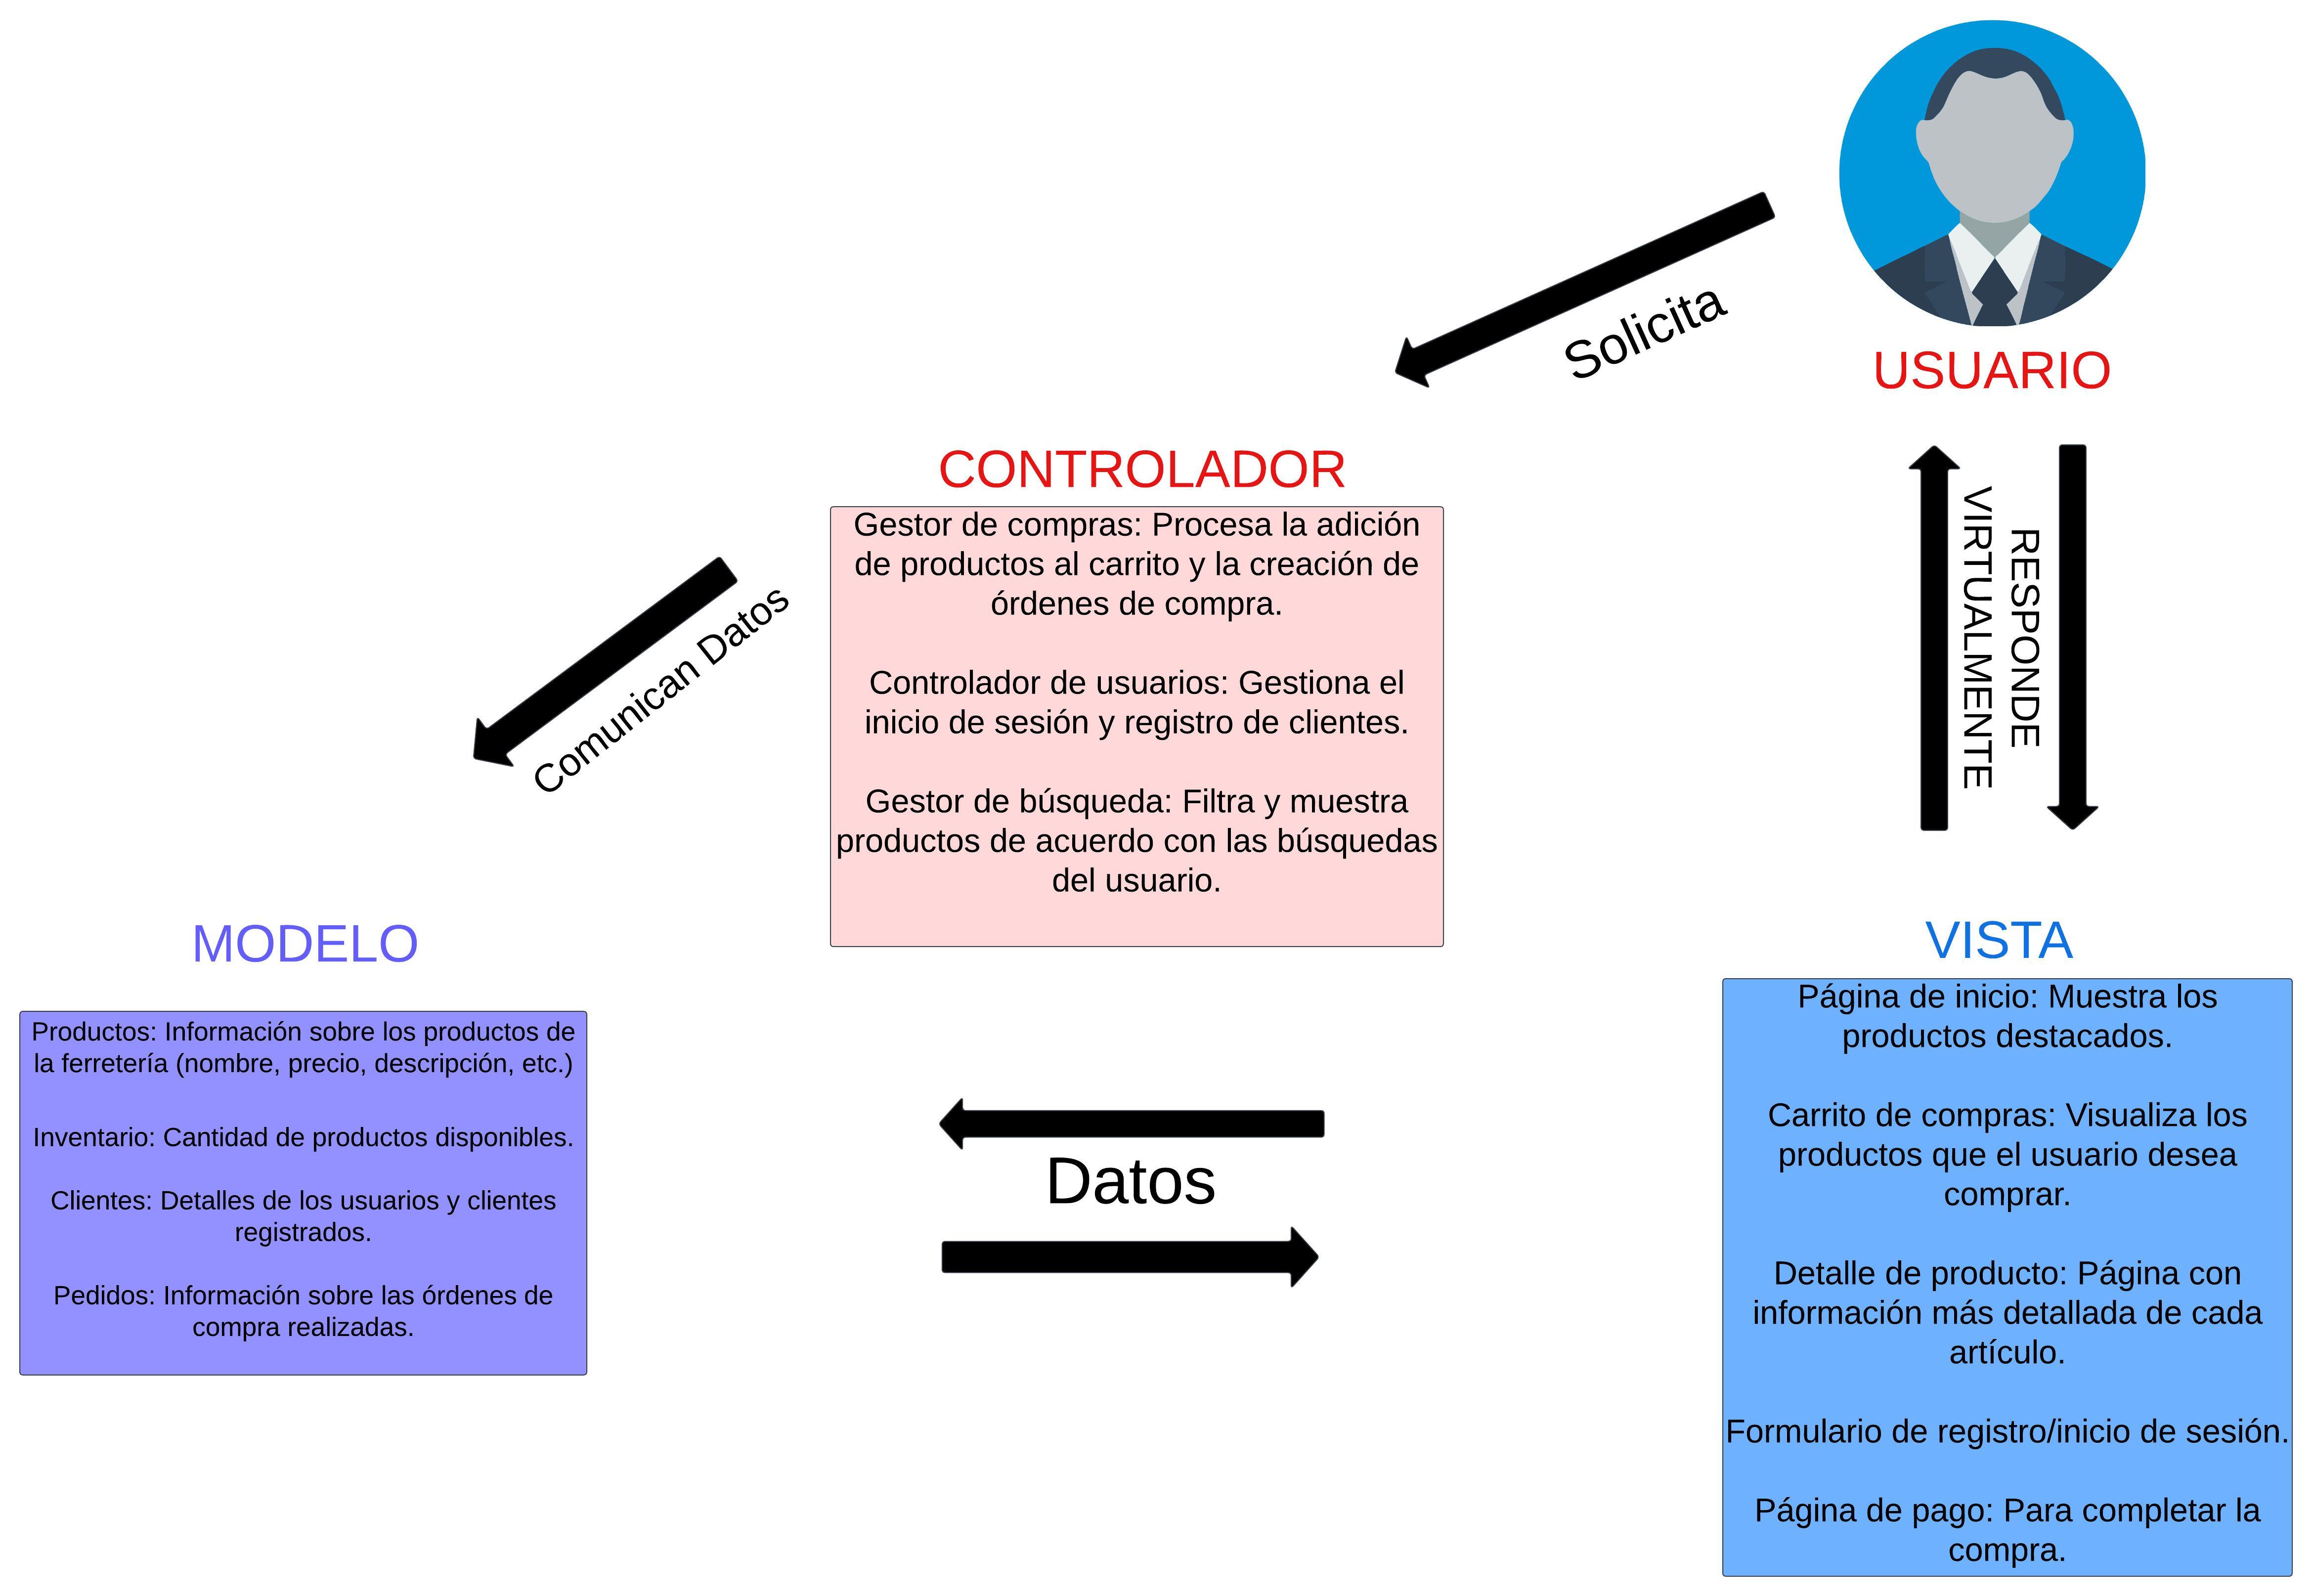 USUARIO
Solicita
CONTROLADOR
Gestor de compras: Procesa la adición
de productos al carrito y la creación de
órdenes de compra.
Controlador de usuarios: Gestiona el
inicio de sesión y registro de clientes.
Gestor de búsqueda: Filtra y muestra
productos de acuerdo con las búsquedas
del usuario.
RESPONDE
VIRTUALMENTE
Comunican Datos
MODELO
Productos: Información sobre los productos de
la ferretería (nombre, precio, descripción, etc.)
Inventario: Cantidad de productos disponibles.
Clientes: Detalles de los usuarios y clientes
registrados.
Pedidos: Información sobre las órdenes de
compra realizadas.
Datos
VISTA
Página de inicio: Muestra los
productos destacados.
Carrito de compras: Visualiza los
productos que el usuario desea
comprar.
Detalle de producto: Página con
información más detallada de cada
artículo.
Formulario de registro/inicio de sesión.
Página de pago: Para completar la
compra.